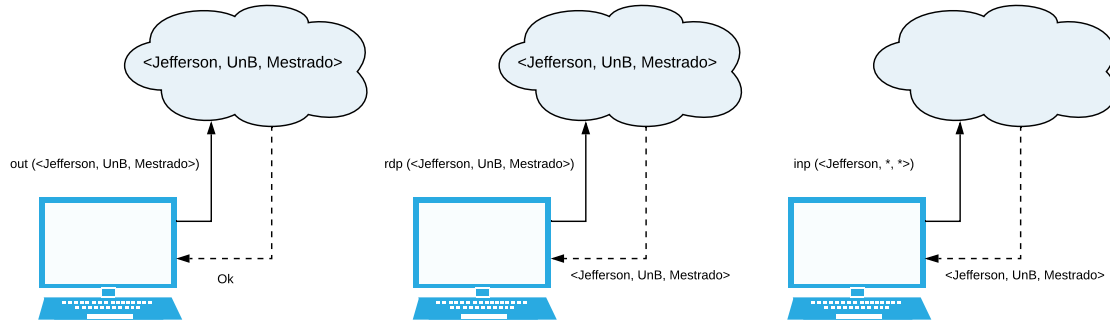 <Jefferson, UnB, Mestrado>
out (<Jefferson, UnB, Mestrado>)
Ok
<Jefferson, UnB, Mestrado>
rdp (<Jefferson, UnB, Mestrado>)
<Jefferson, UnB, Mestrado>
inp (<Jefferson, *, *>)
<Jefferson, UnB, Mestrado>